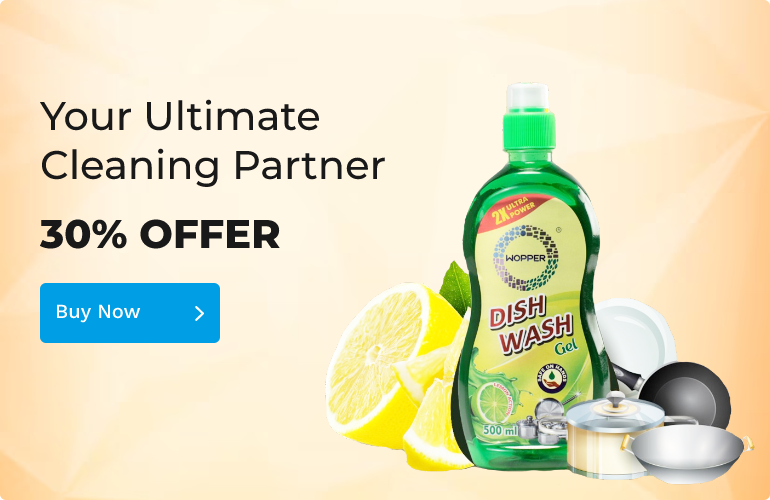 Your Ultimate
Cleaning Partner
30% OFFER
Buy Now
2X ULTRA
POWER
WOPPER
®
DISH
WASH
Gel
SAFE ON HANDS
500 ml